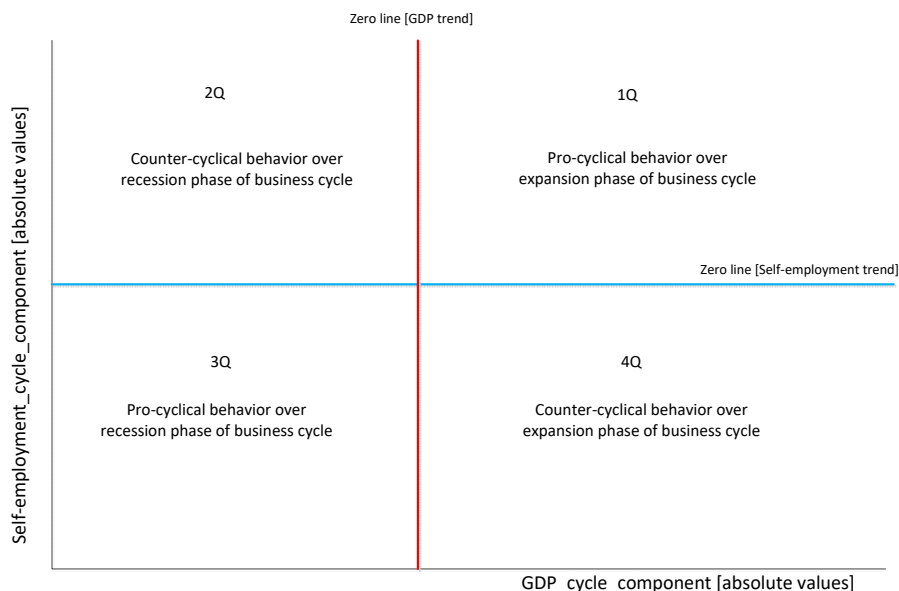 Zero line [GDP trend]
2Q
1Q
Counter-cyclical behavior over
recession phase of business cycle
Pro-cyclical behavior over
expansion phase of business cycle
Self-employment_cycle_component [absolute values]
Zero line [Self-employment trend]
3Q
4Q
Pro-cyclical behavior over
recession phase of business cycle
Counter-cyclical behavior over
expansion phase of business cycle
GDP_cycle_component [absolute values]